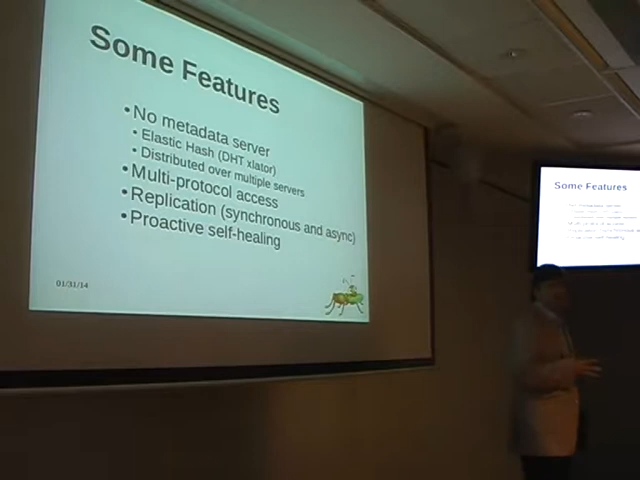 Some Features
•No metadata server
• Elastic Hash (DHT xlator)
• Distributed over multiple servers
•Multi-protocol access
•Replication (synchronous and async)
•Proactive self-healing
01/31/14
Some Features